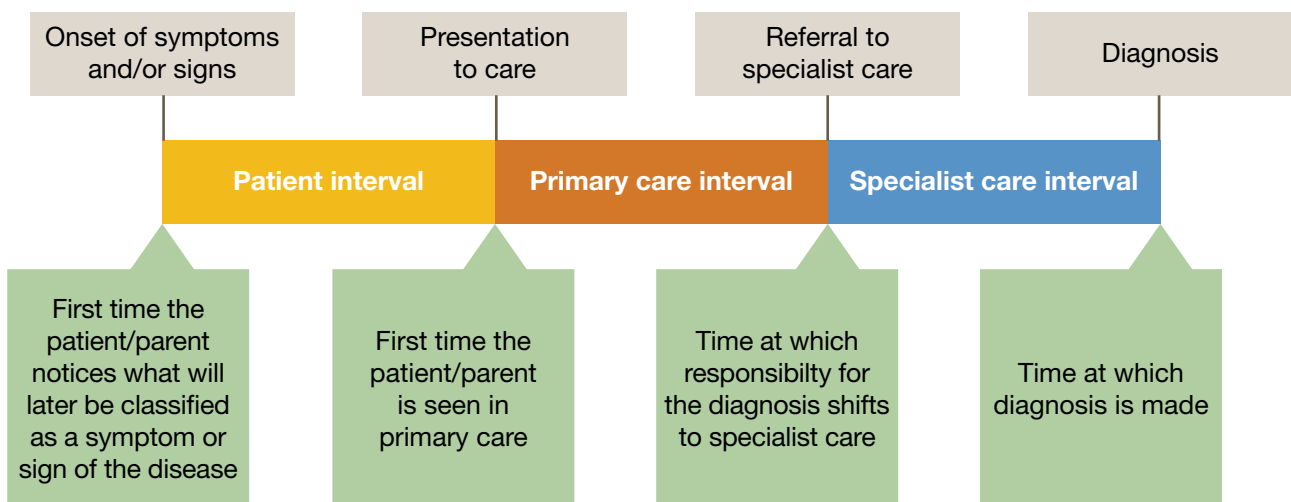 Onset of symptoms
and/or signs
Presentation
to care
Referral to
specialist care
Diagnosis
Patient interval
Primary care interval
Specialist care interval
First time the
patient/parent
notices what will
later be classified
as a symptom or
sign of the disease
First time the
patient/parent
is seen in
primary care
Time at which
responsibilty for
the diagnosis shifts
to specialist care
Time at which
diagnosis is made